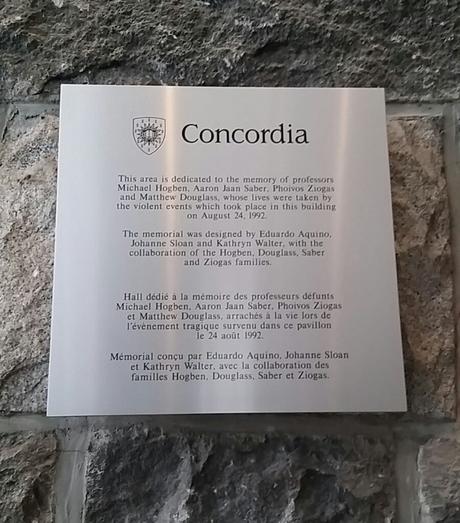 Concordia
This area is dedicated to the memory of professors
Michael Hogben, Aaron Jaan Saber, Phoivos Ziogas
and Matthew Douglass, whose lives were taken by
the violent events which took place in this building
on August 24, 1992.
The memorial was designed by Eduardo Aquino,
Johanne Sloan and Kathryn Walter, with the
collaboration of the Hogben, Douglass, Saber
and Ziogas families.
Hall dédié à la mémoire des professeurs défunts
Michael Hogben, Aaron Jaan Saber, Phoivos Ziogas
et Matthew Douglass, arrachés à la vie lors de
l'évènement tragique survenu dans ce pavillon
le 24 août 1992.
Mémorial conçu par Eduardo Aquino, Johanne Sloan
et Kathryn Walter, avec la collaboration des
familles Hogben, Douglass, Saber et Ziogas.